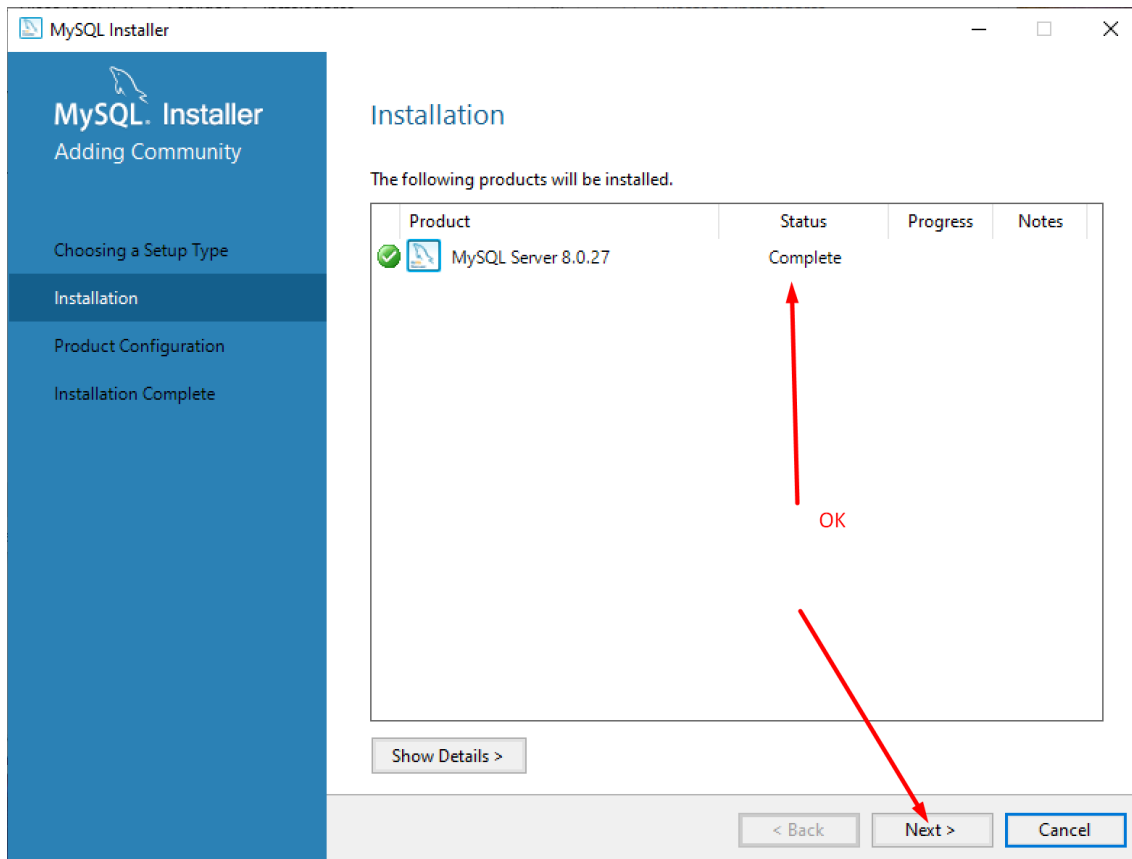 MySQL Installer
MySQL. Installer
Adding Community
Choosing a Setup Type
Installation
Product Configuration
Installation Complete
Installation
The following products will be installed.
Product Status Progress Notes
MySQL Server 8.0.27 Complete
OK
Show Details >
< Back Next > Cancel